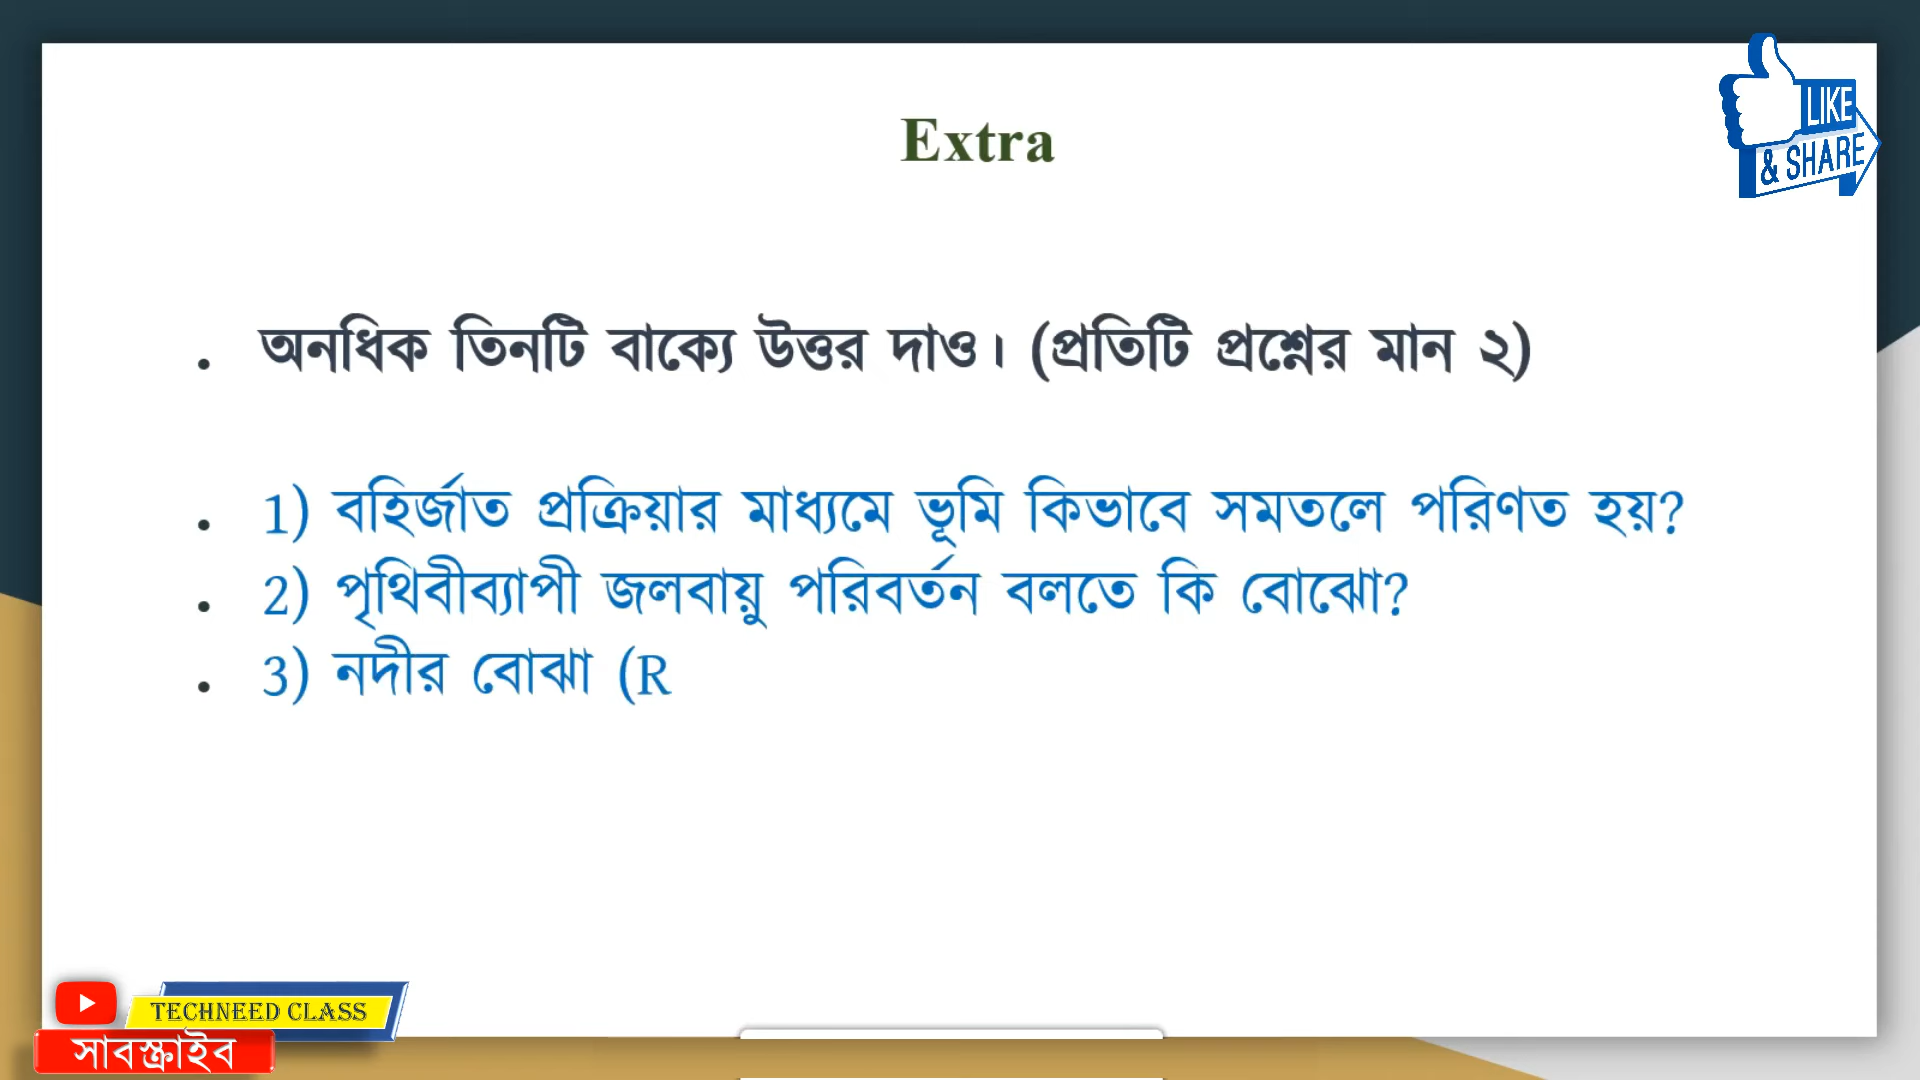 Extra
LIKE
& SHARE
• অনধিক তিনটি বাক্যে উত্তর দাও। (প্রতিটি প্রশ্নের মান ২)
• 1) বহির্জাত প্রক্রিয়ার মাধ্যমে ভূমি কিভাবে সমতলে পরিণত হয়?
• 2) পৃথিবীব্যাপী জলবায়ু পরিবর্তন বলতে কি বোঝো?
• 3) নদীর বোঝা (R
TECHNEED CLASS
সাবস্ক্রাইব